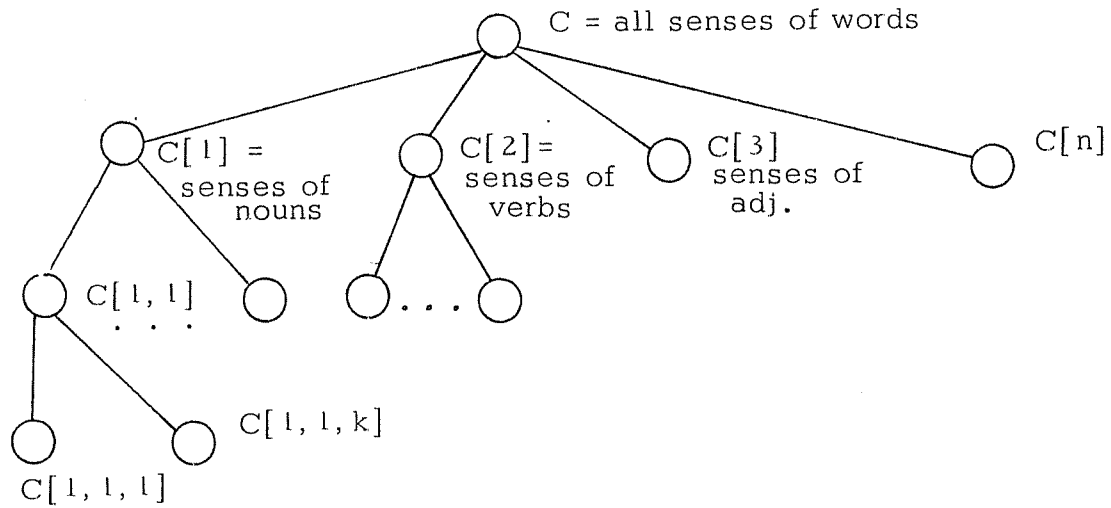 C = all senses of words
C[1] =
senses of
nouns
C[2]=
senses of
verbs
C[3]
senses of
adj.
C[n]
C[1,1]
. . .
...
C[1,1,k]
C[1,1,1]